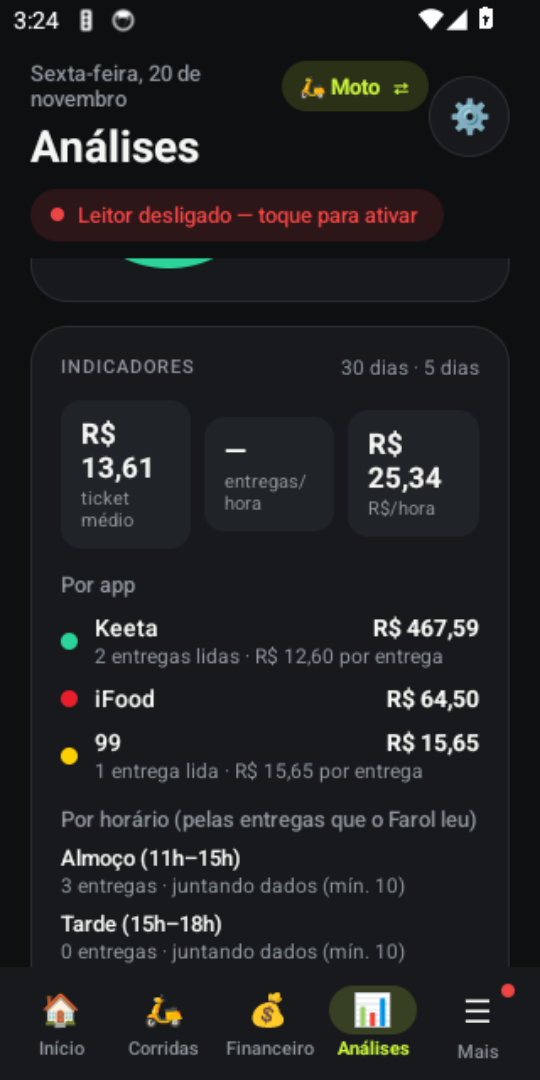 3:24
Sexta-feira, 20 de
novembro
Moto
Análises
Leitor desligado — toque para ativar
INDICADORES
30 dias · 5 dias
R$
13,61
ticket
médio
—
entregas/
hora
R$
25,34
R$/hora
Por app
Keeta
R$ 467,59
2 entregas lidas · R$ 12,60 por entrega
iFood
R$ 64,50
99
R$ 15,65
1 entrega lida · R$ 15,65 por entrega
Por horário (pelas entregas que o Farol leu)
Almoço (11h–15h)
3 entregas · juntando dados (mín. 10)
Tarde (15h–18h)
0 entregas · juntando dados (mín. 10)
Início
Corridas
Financeiro
Análises
Mais